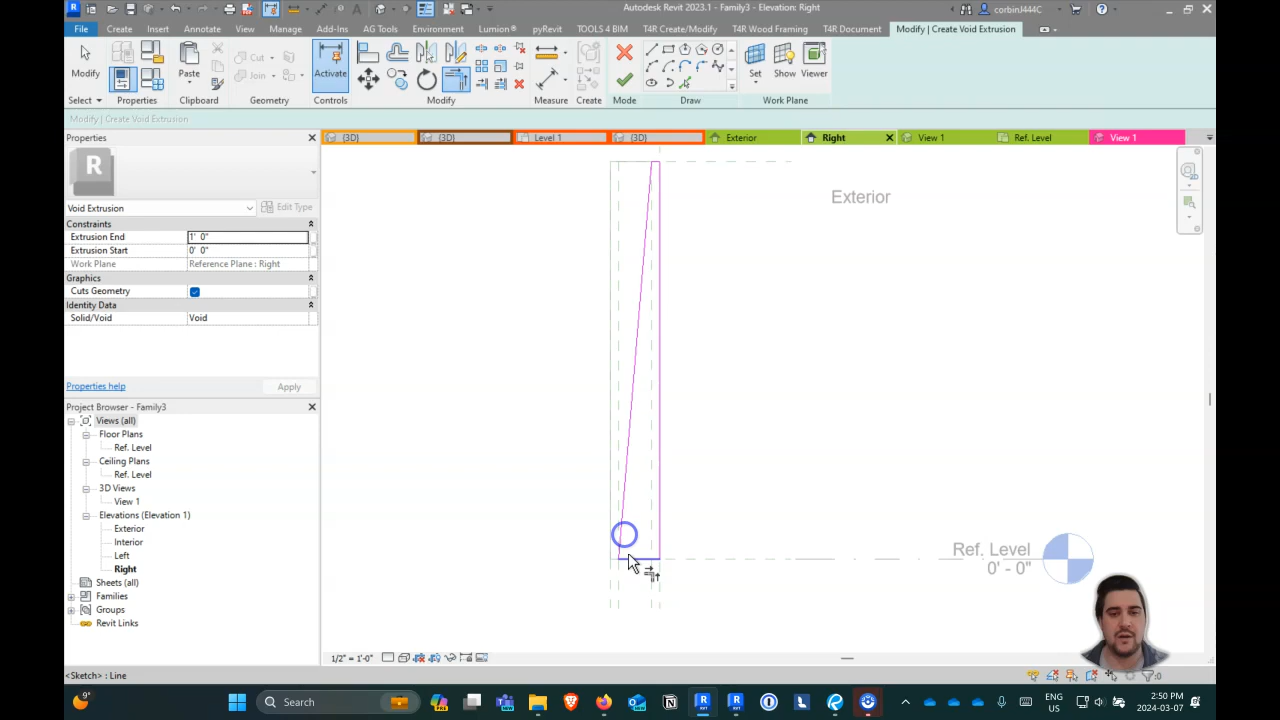 Autodesk Revit 2023.1 - Family3 - Elevation: Right
corbinJ444C
File
Create
Insert
Annotate
View
Manage
Add-Ins
AG Tools
Environment
Lumion®
pyRevit
TOOLS 4 BIM
T4R Create/Modify
T4R Wood Framing
T4R Document
Modify | Create Void Extrusion
Modify
Paste
Cut
Join
Activate
Set
Show
Viewer
Select
Properties
Clipboard
Geometry
Controls
Modify
Measure
Create
Mode
Draw
Work Plane
Modify | Create Void Extrusion
Properties
{3D}
{3D}
Level 1
{3D}
Exterior
Right
View 1
Ref. Level
View 1
R
Void Extrusion
Edit Type
Constraints
Extrusion End 1' 0"
Extrusion Start 0' 0"
Work Plane Reference Plane : Right
Graphics
Cuts Geometry
Identity Data
Solid/Void Void
Properties help
Apply
Project Browser - Family3
Views (all)
Floor Plans
Ref. Level
Ceiling Plans
Ref. Level
3D Views
View 1
Elevations (Elevation 1)
Exterior
Interior
Left
Right
Sheets (all)
Families
Groups
Revit Links
Exterior
Ref. Level
0' - 0"
1/2" = 1'-0"
<Sketch> : Line
:0
9°
Search
ENG
US
2:50 PM
2024-03-07